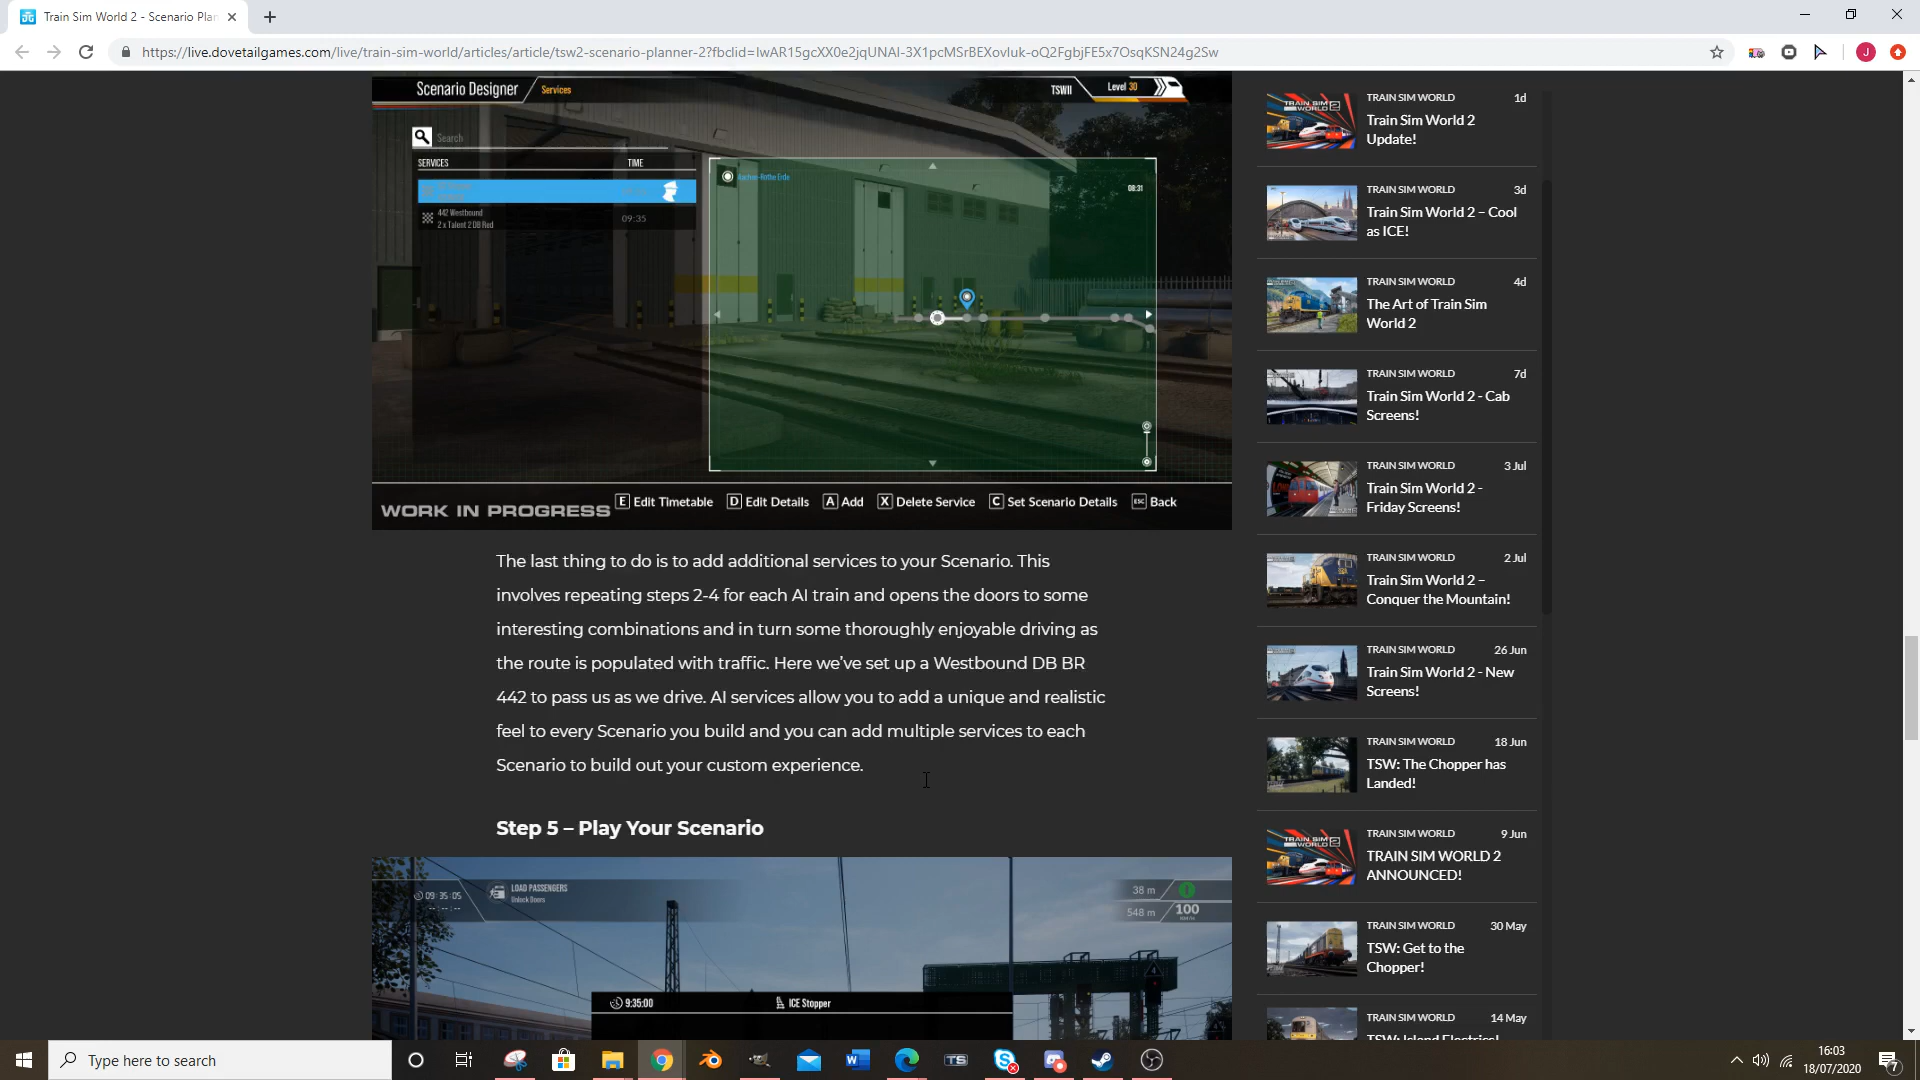 Train Sim World 2 - Scenario Plan
https://live.dovetailgames.com/live/train-sim-world/articles/article/tsw2-scenario-planner-2?fbclid=IwAR15gcXX0e2jqUNAI-3X1pcMSrBEXovluk-oQ2FgbjFE5x7OsqKSN24g2Sw
J
Scenario Designer
Services
TSWII
Level 30
Search
SERVICES
TIME
442 Westbound
2 x Talent 2 DB Red
09:35
Aachen-Rothe Erde
08:31
WORK IN PROGRESS
E Edit Timetable
D Edit Details
A Add
X Delete Service
C Set Scenario Details
ESC Back
The last thing to do is to add additional services to your Scenario. This
involves repeating steps 2-4 for each AI train and opens the doors to some
interesting combinations and in turn some thoroughly enjoyable driving as
the route is populated with traffic. Here we've set up a Westbound DB BR
442 to pass us as we drive. AI services allow you to add a unique and realistic
feel to every Scenario you build and you can add multiple services to each
Scenario to build out your custom experience.
Step 5 – Play Your Scenario
09:35:05
--:--:--
LOAD PASSENGERS
Unlock Doors
38 m
548 m
100
9:35:00
ICE Stopper
TRAIN SIM WORLD 1d
Train Sim World 2
Update!
TRAIN SIM WORLD 3d
Train Sim World 2 – Cool
as ICE!
TRAIN SIM WORLD 4d
The Art of Train Sim
World 2
TRAIN SIM WORLD 7d
Train Sim World 2 - Cab
Screens!
TRAIN SIM WORLD 3 Jul
Train Sim World 2 -
Friday Screens!
TRAIN SIM WORLD 2 Jul
Train Sim World 2 –
Conquer the Mountain!
TRAIN SIM WORLD 26 Jun
Train Sim World 2 - New
Screens!
TRAIN SIM WORLD 18 Jun
TSW: The Chopper has
Landed!
TRAIN SIM WORLD 9 Jun
TRAIN SIM WORLD 2
ANNOUNCED!
TRAIN SIM WORLD 30 May
TSW: Get to the
Chopper!
TRAIN SIM WORLD 14 May
TSW: Island Electrics!
Type here to search
TS
16:03
18/07/2020
7